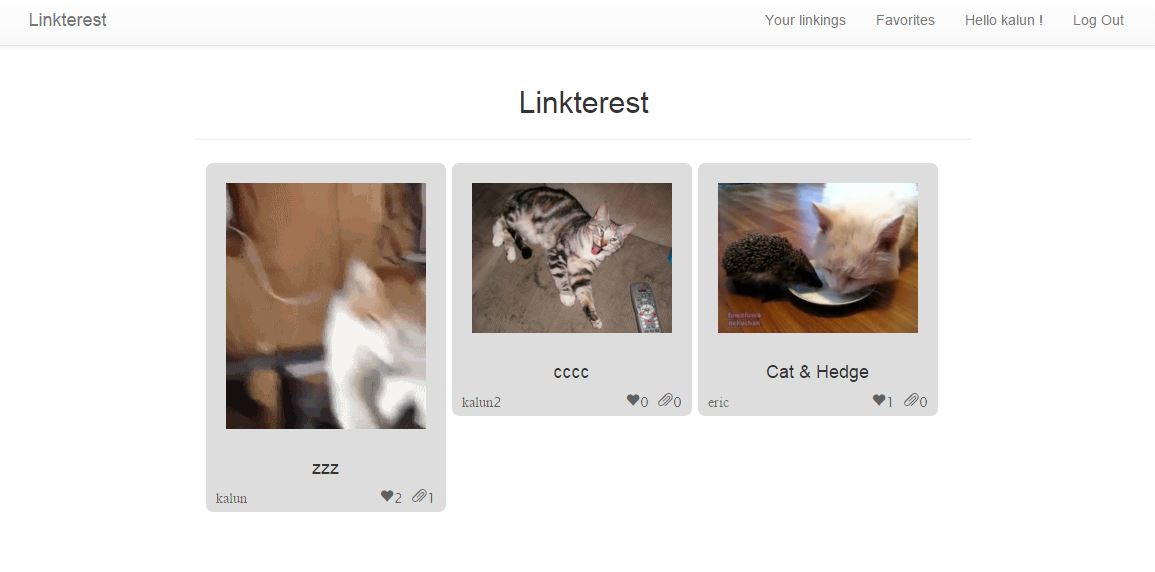 Linkterest
Your linkings
Favorites
Hello kalun !
Log Out
Linkterest
zzz
kalun
2
1
cccc
kalun2
0
0
Cat & Hedge
eric
1
0